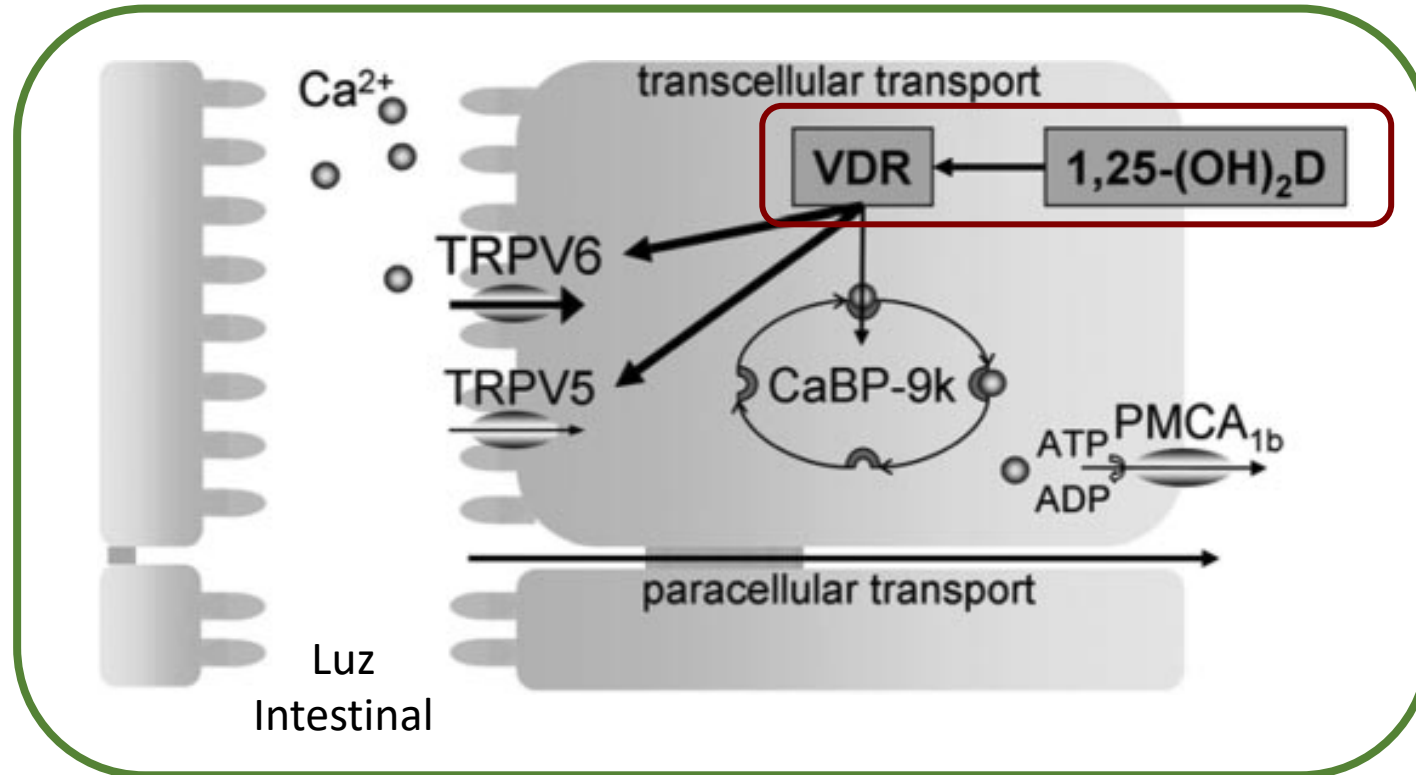 Ca²⁺
transcellular transport
VDR
1,25-(OH)₂D
TRPV6
TRPV5
CaBP-9k
ATP
ADP
PMCA₁b
paracellular transport
Luz
Intestinal